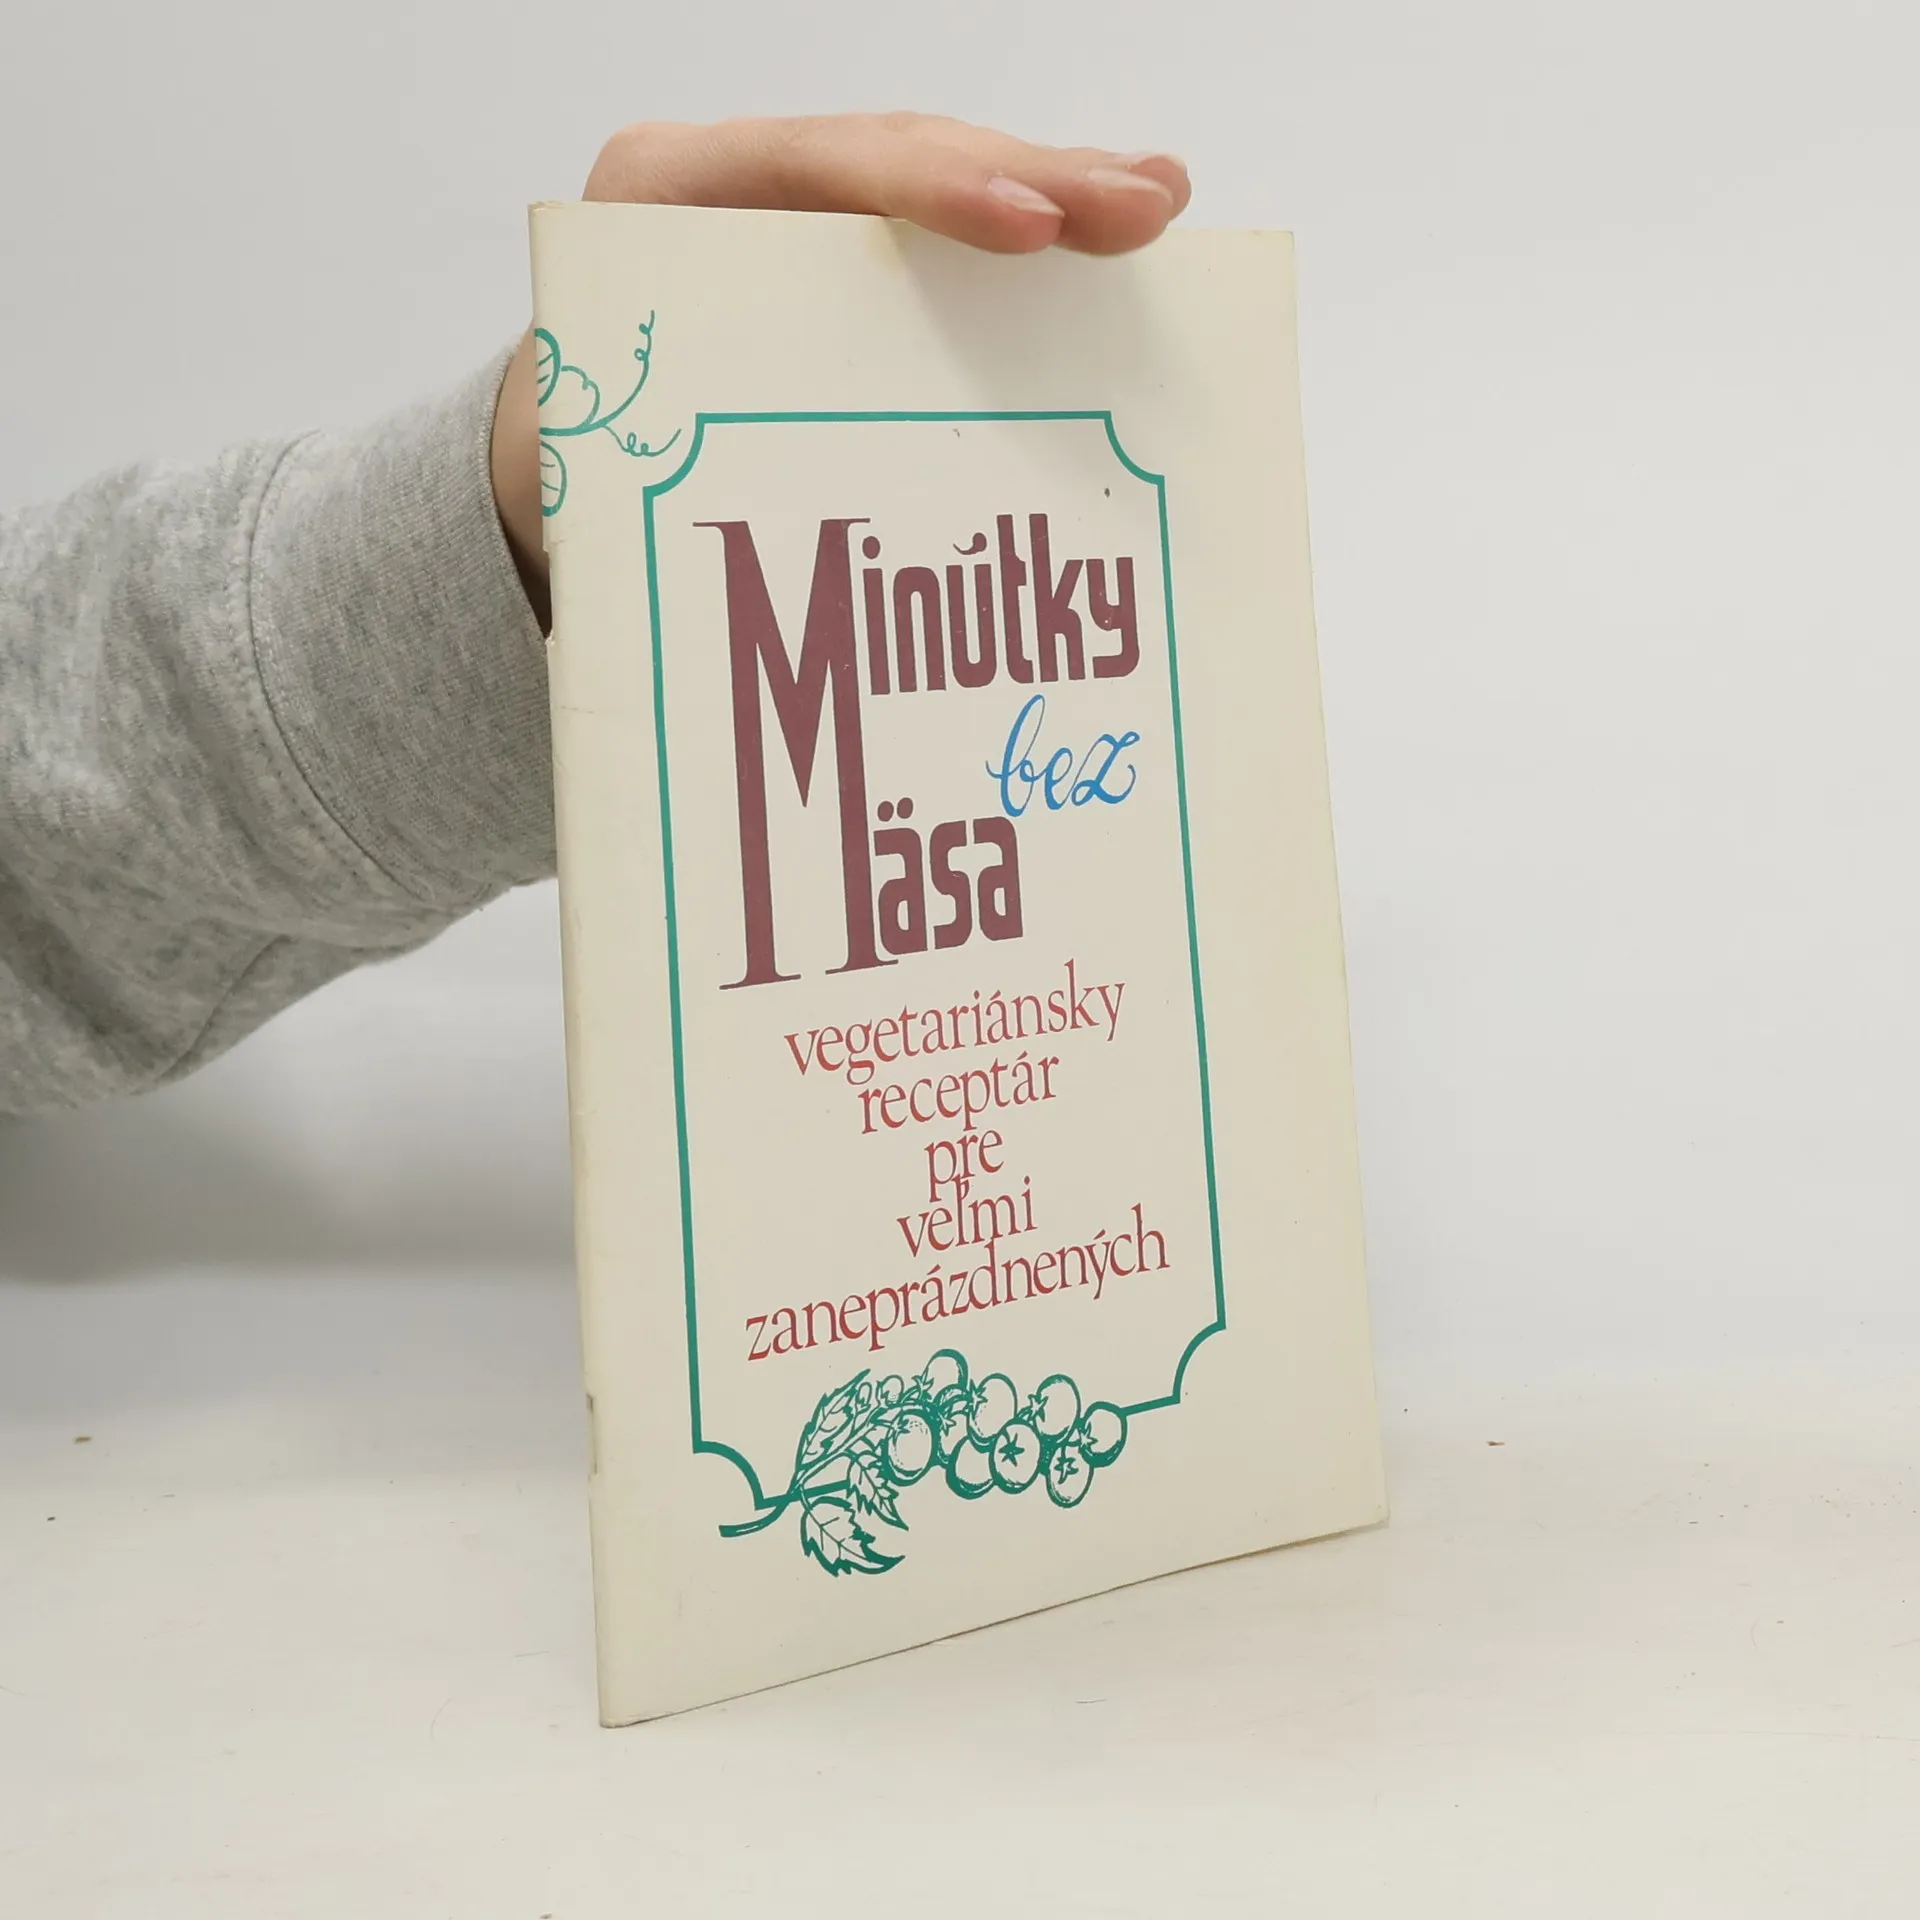 Minútky
bez
Mäsa
vegetariánsky
receptár
pre
veľmi
zaneprázdnených